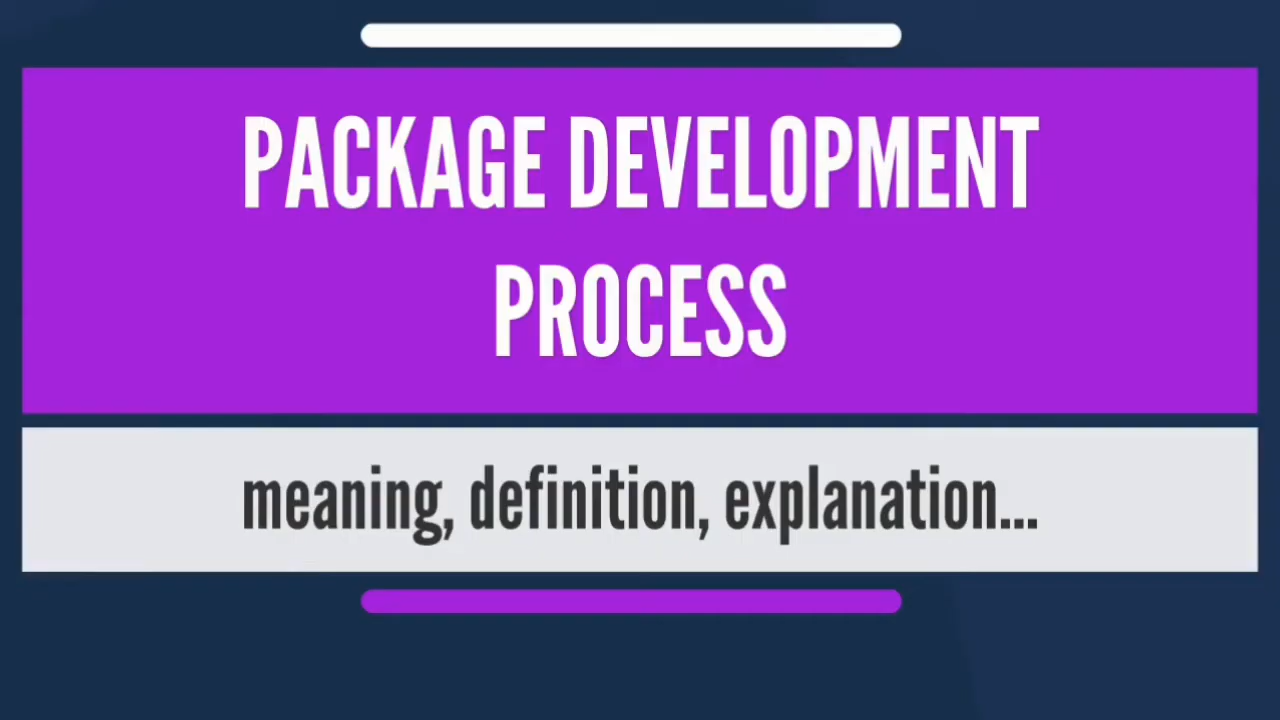 PACKAGE DEVELOPMENT
PROCESS
meaning, definition, explanation...